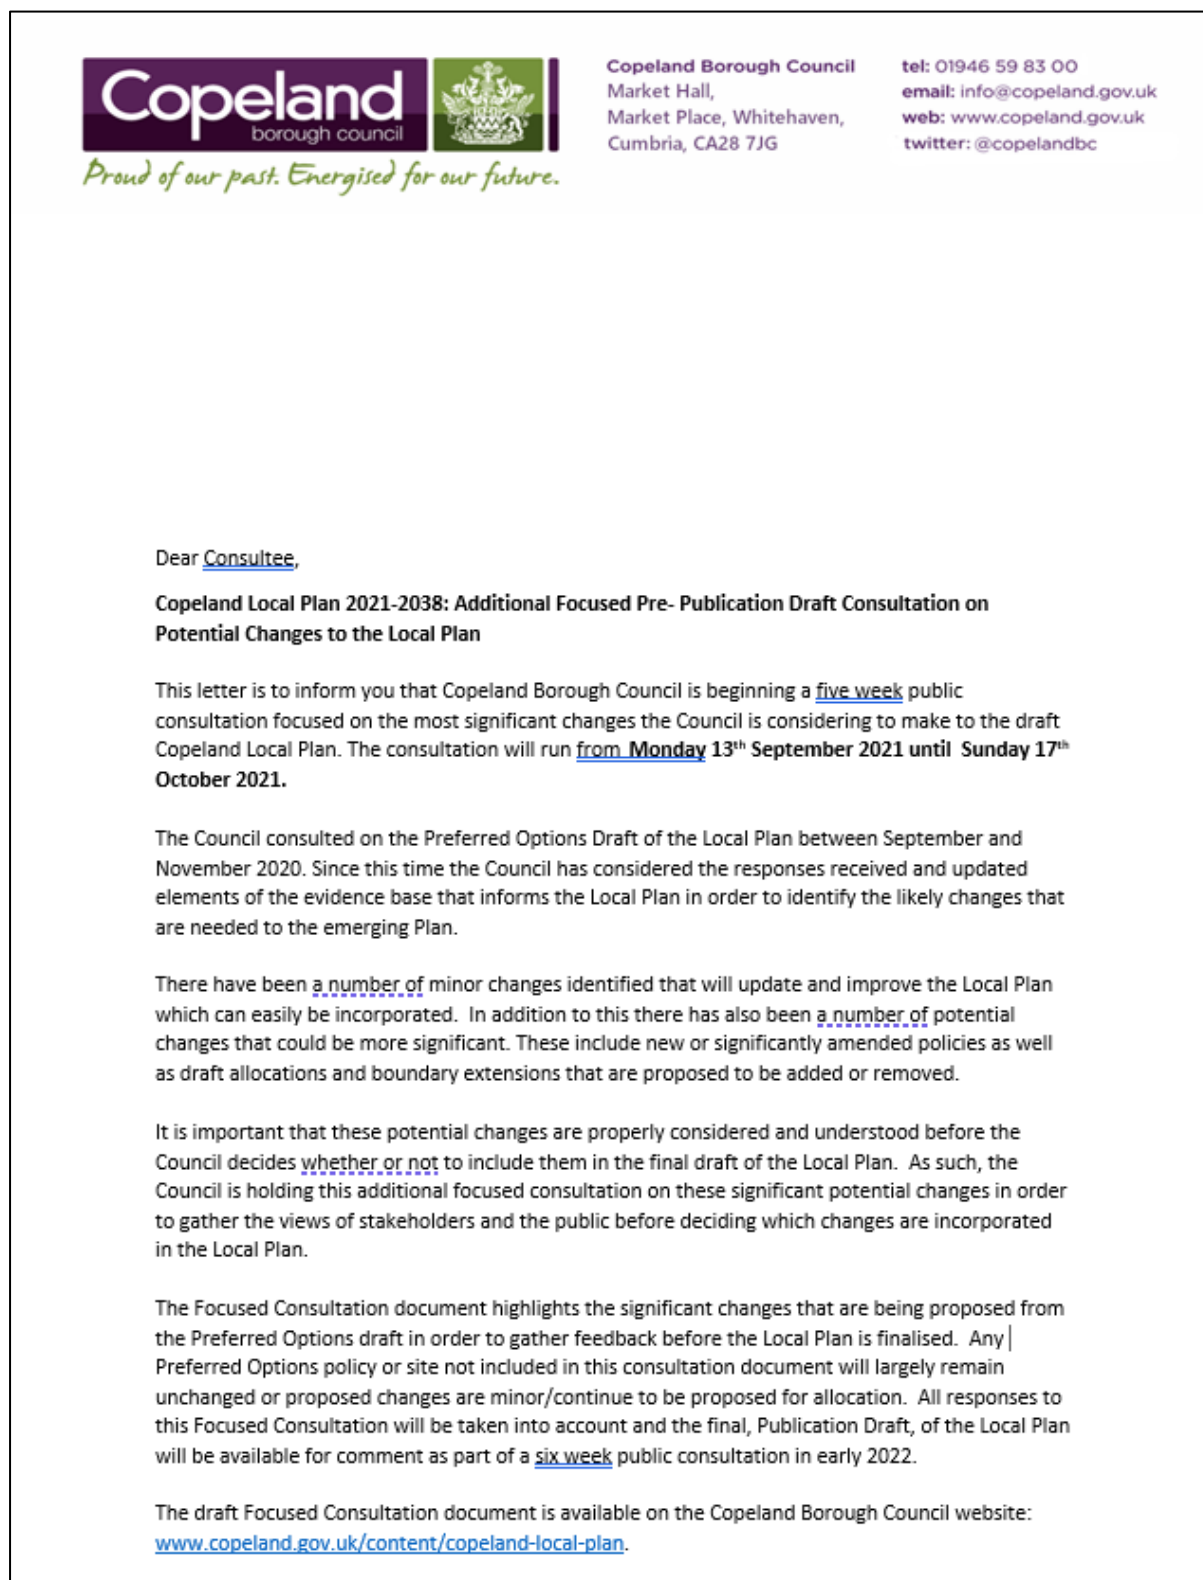 Copeland
borough council
Proud of our past. Energised for our future.
Copeland Borough Council
Market Hall,
Market Place, Whitehaven,
Cumbria, CA28 7JG
tel: 01946 59 83 00
email: info@copeland.gov.uk
web: www.copeland.gov.uk
twitter: @copelandbc
Dear Consultee,
Copeland Local Plan 2021-2038: Additional Focused Pre- Publication Draft Consultation on
Potential Changes to the Local Plan
This letter is to inform you that Copeland Borough Council is beginning a five week public
consultation focused on the most significant changes the Council is considering to make to the draft
Copeland Local Plan. The consultation will run from  Monday 13th September 2021 until  Sunday 17th
October 2021.
The Council consulted on the Preferred Options Draft of the Local Plan between September and
November 2020. Since this time the Council has considered the responses received and updated
elements of the evidence base that informs the Local Plan in order to identify the likely changes that
are needed to the emerging Plan.
There have been a number of minor changes identified that will update and improve the Local Plan
which can easily be incorporated.  In addition to this there has also been a number of potential
changes that could be more significant. These include new or significantly amended policies as well
as draft allocations and boundary extensions that are proposed to be added or removed.
It is important that these potential changes are properly considered and understood before the
Council decides whether or not to include them in the final draft of the Local Plan.  As such, the
Council is holding this additional focused consultation on these significant potential changes in order
to gather the views of stakeholders and the public before deciding which changes are incorporated
in the Local Plan.
The Focused Consultation document highlights the significant changes that are being proposed from
the Preferred Options draft in order to gather feedback before the Local Plan is finalised.  Any
Preferred Options policy or site not included in this consultation document will largely remain
unchanged or proposed changes are minor/continue to be proposed for allocation.  All responses to
this Focused Consultation will be taken into account and the final, Publication Draft, of the Local Plan
will be available for comment as part of a six week public consultation in early 2022.
The draft Focused Consultation document is available on the Copeland Borough Council website:
www.copeland.gov.uk/content/copeland-local-plan.